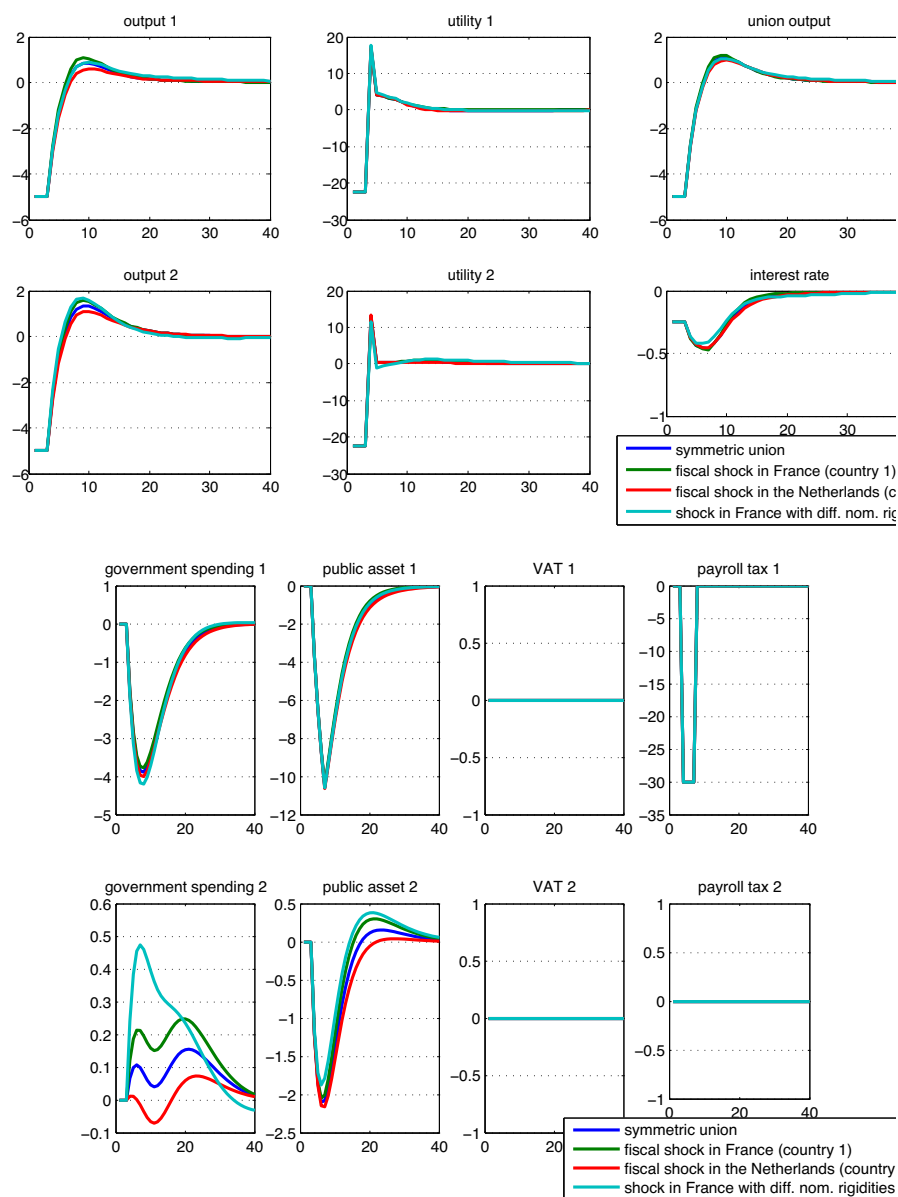 output 1
utility 1
union output
2
0
−2
−4
−6
0 10 20 30 40
20
10
0
−10
−20
−30
0 10 20 30 40
2
0
−2
−4
−6
0 10 20 30
output 2
utility 2
interest rate
2
0
−2
−4
−6
0 10 20 30 40
20
10
0
−10
−20
−30
0 10 20 30 40
0
−0.5
−1
0 10 20 30
symmetric union
fiscal shock in France (country 1)
fiscal shock in the Netherlands (c
shock in France with diff. nom. rig
government spending 1
public asset 1
VAT 1
payroll tax 1
1
0
−1
−2
−3
−4
−5
0 20 40
0
−2
−4
−6
−8
−10
−12
0 20 40
1
0.5
0
−0.5
−1
0 20 40
0
−5
−10
−15
−20
−25
−30
−35
0 20 40
government spending 2
public asset 2
VAT 2
payroll tax 2
0.6
0.5
0.4
0.3
0.2
0.1
0
−0.1
0 20 40
0.5
0
−0.5
−1
−1.5
−2
−2.5
0 20 40
1
0.5
0
−0.5
−1
0
1
0.5
0
−0.5
−1
0 20 40
symmetric union
fiscal shock in France (country 1)
fiscal shock in the Netherlands (country
shock in France with diff. nom. rigidities